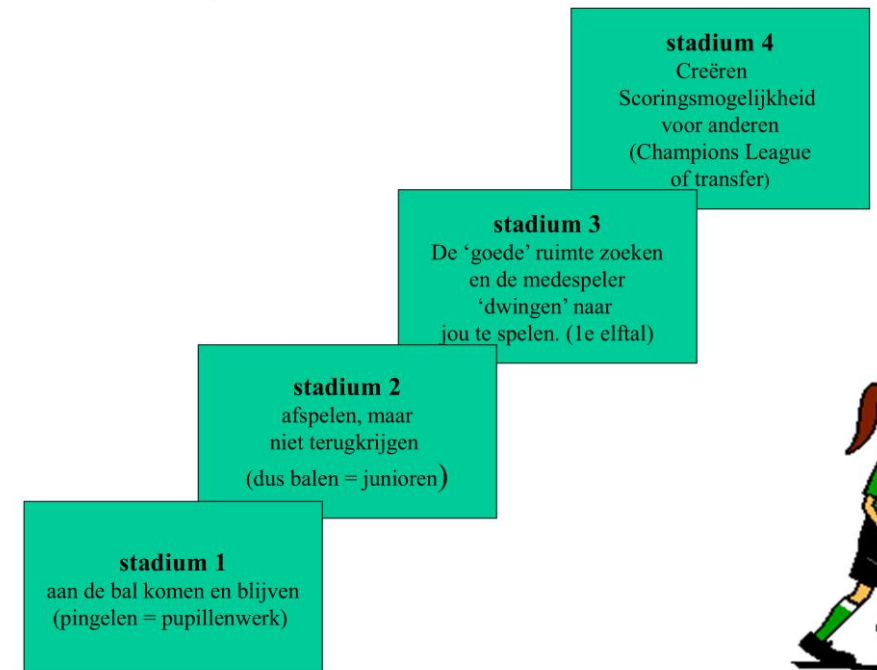 stadium 4
Creëren
Scoringsmogelijkheid
voor anderen
(Champions League
of transfer)
stadium 3
De ‘goede’ ruimte zoeken
en de medespeler
‘dwingen’ naar
jou te spelen. (1e elftal)
stadium 2
afspelen, maar
niet terugkrijgen
(dus balen = junioren)
stadium 1
aan de bal komen en blijven
(pingelen = pupillenwerk)